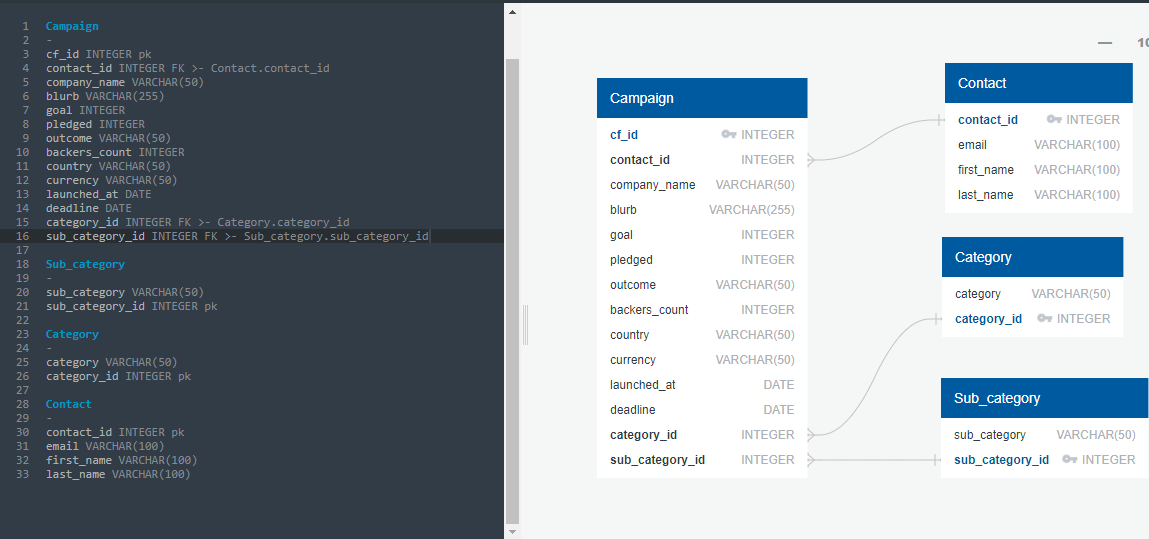 1 Campaign
2 -
3 cf_id INTEGER pk
4 contact_id INTEGER FK >- Contact.contact_id
5 company_name VARCHAR(50)
6 blurb VARCHAR(255)
7 goal INTEGER
8 pledged INTEGER
9 outcome VARCHAR(50)
10 backers_count INTEGER
11 country VARCHAR(50)
12 currency VARCHAR(50)
13 launched_at DATE
14 deadline DATE
15 category_id INTEGER FK >- Category.category_id
16 sub_category_id INTEGER FK >- Sub_category.sub_category_id
17
18 Sub_category
19 -
20 sub_category VARCHAR(50)
21 sub_category_id INTEGER pk
22
23 Category
24 -
25 category VARCHAR(50)
26 category_id INTEGER pk
27
28 Contact
29 -
30 contact_id INTEGER pk
31 email VARCHAR(100)
32 first_name VARCHAR(100)
33 last_name VARCHAR(100)
Campaign
cf_id INTEGER
contact_id INTEGER
company_name VARCHAR(50)
blurb VARCHAR(255)
goal INTEGER
pledged INTEGER
outcome VARCHAR(50)
backers_count INTEGER
country VARCHAR(50)
currency VARCHAR(50)
launched_at DATE
deadline DATE
category_id INTEGER
sub_category_id INTEGER
Contact
contact_id INTEGER
email VARCHAR(100)
first_name VARCHAR(100)
last_name VARCHAR(100)
Category
category VARCHAR(50)
category_id INTEGER
Sub_category
sub_category VARCHAR(50)
sub_category_id INTEGER